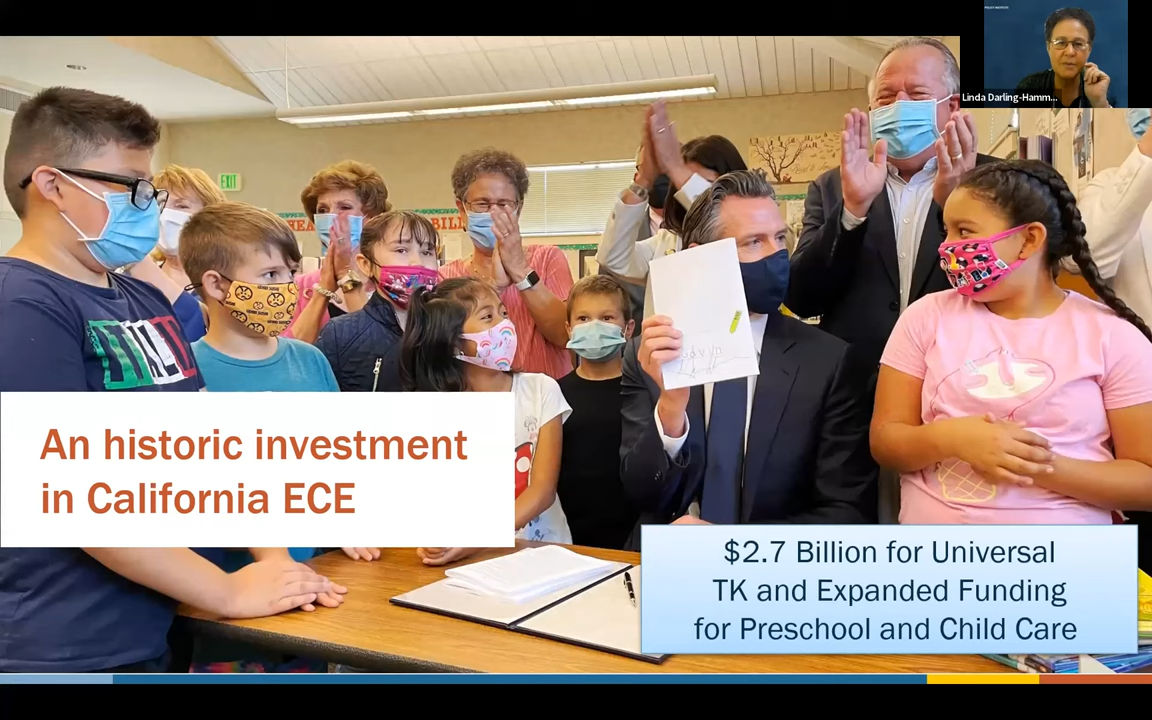 Linda Darling-Hamm...
EXIT
An historic investment
in California ECE
$2.7 Billion for Universal
TK and Expanded Funding
for Preschool and Child Care